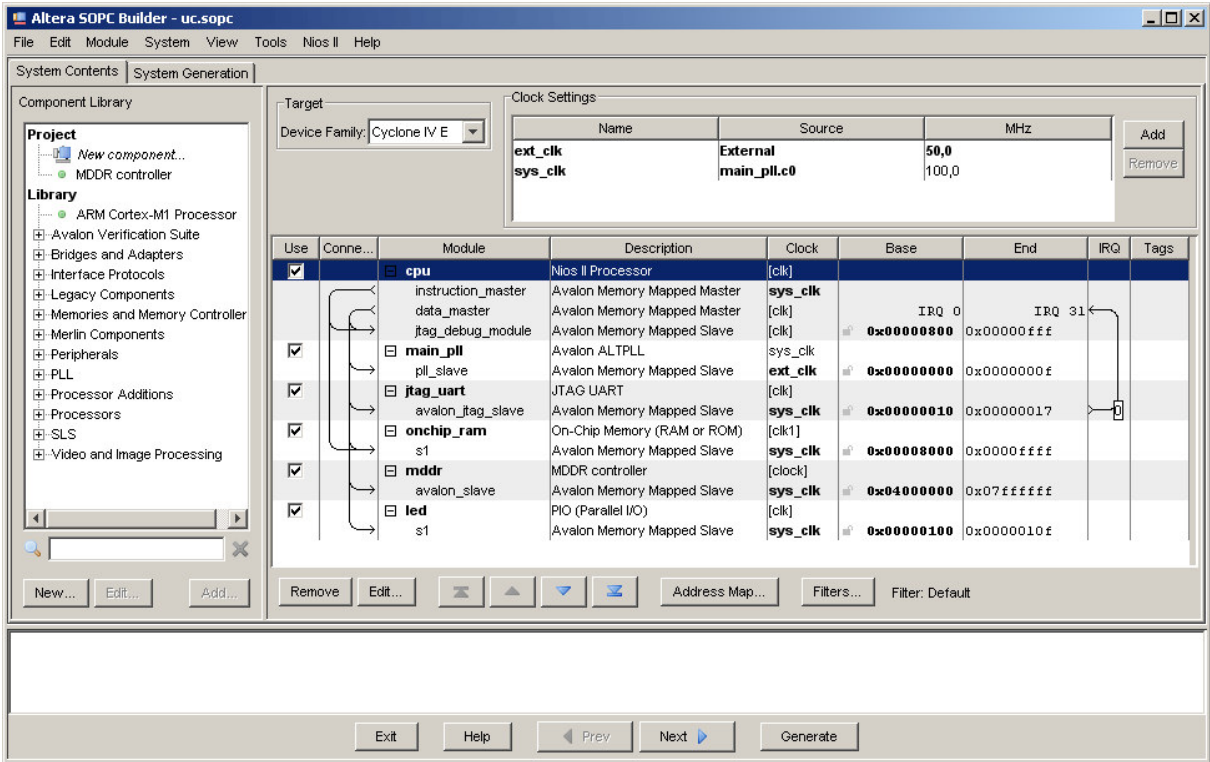 Altera SOPC Builder - uc.sopc
File Edit Module System View Tools Nios II Help
System Contents System Generation
Component Library
Project
New component...
MDDR controller
Library
ARM Cortex-M1 Processor
Avalon Verification Suite
Bridges and Adapters
Interface Protocols
Legacy Components
Memories and Memory Controller
Merlin Components
Peripherals
PLL
Processor Additions
Processors
SLS
Video and Image Processing
New... Edit... Add...
Target
Device Family: Cyclone IV E
Clock Settings
Name Source MHz
ext_clk External 50,0
sys_clk main_pll.c0 100,0
Add
Remove
Use Conne... Module Description Clock Base End IRQ Tags
cpu Nios II Processor [clk]
instruction_master Avalon Memory Mapped Master sys_clk
data_master Avalon Memory Mapped Master [clk] IRQ 0 IRQ 31
jtag_debug_module Avalon Memory Mapped Slave [clk] 0x00000800 0x00000fff
main_pll Avalon ALTPLL sys_clk
pll_slave Avalon Memory Mapped Slave ext_clk 0x00000000 0x0000000f
jtag_uart JTAG UART [clk]
avalon_jtag_slave Avalon Memory Mapped Slave sys_clk 0x00000010 0x00000017 0
onchip_ram On-Chip Memory (RAM or ROM) [clk1]
s1 Avalon Memory Mapped Slave sys_clk 0x00008000 0x0000ffff
mddr MDDR controller [clock]
avalon_slave Avalon Memory Mapped Slave sys_clk 0x04000000 0x07ffffff
led PIO (Parallel I/O) [clk]
s1 Avalon Memory Mapped Slave sys_clk 0x00000100 0x0000010f
Remove Edit... Address Map... Filters... Filter: Default
Exit Help Prev Next Generate